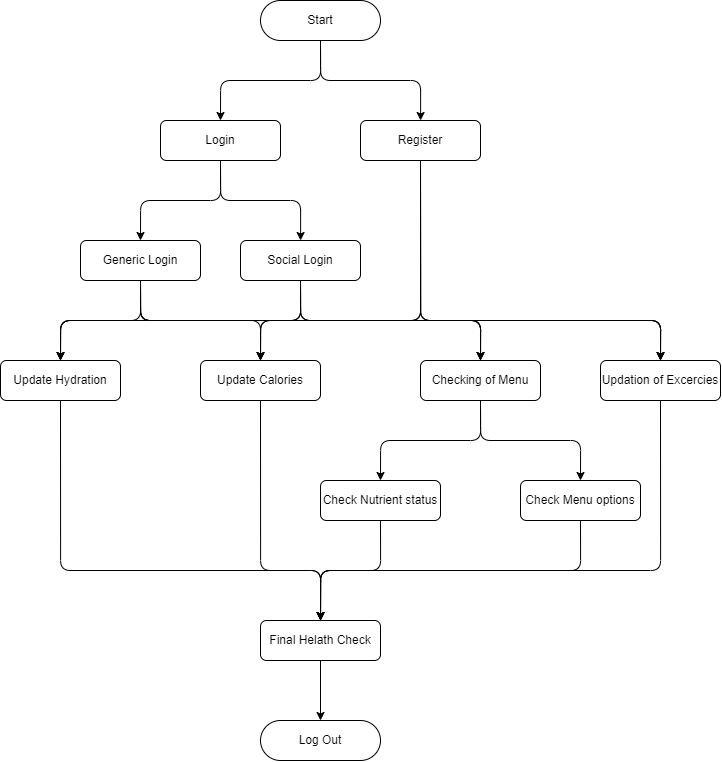 Start
Login
Register
Generic Login
Social Login
Update Hydration
Update Calories
Checking of Menu
Updation of Excercies
Check Nutrient status
Check Menu options
Final Helath Check
Log Out